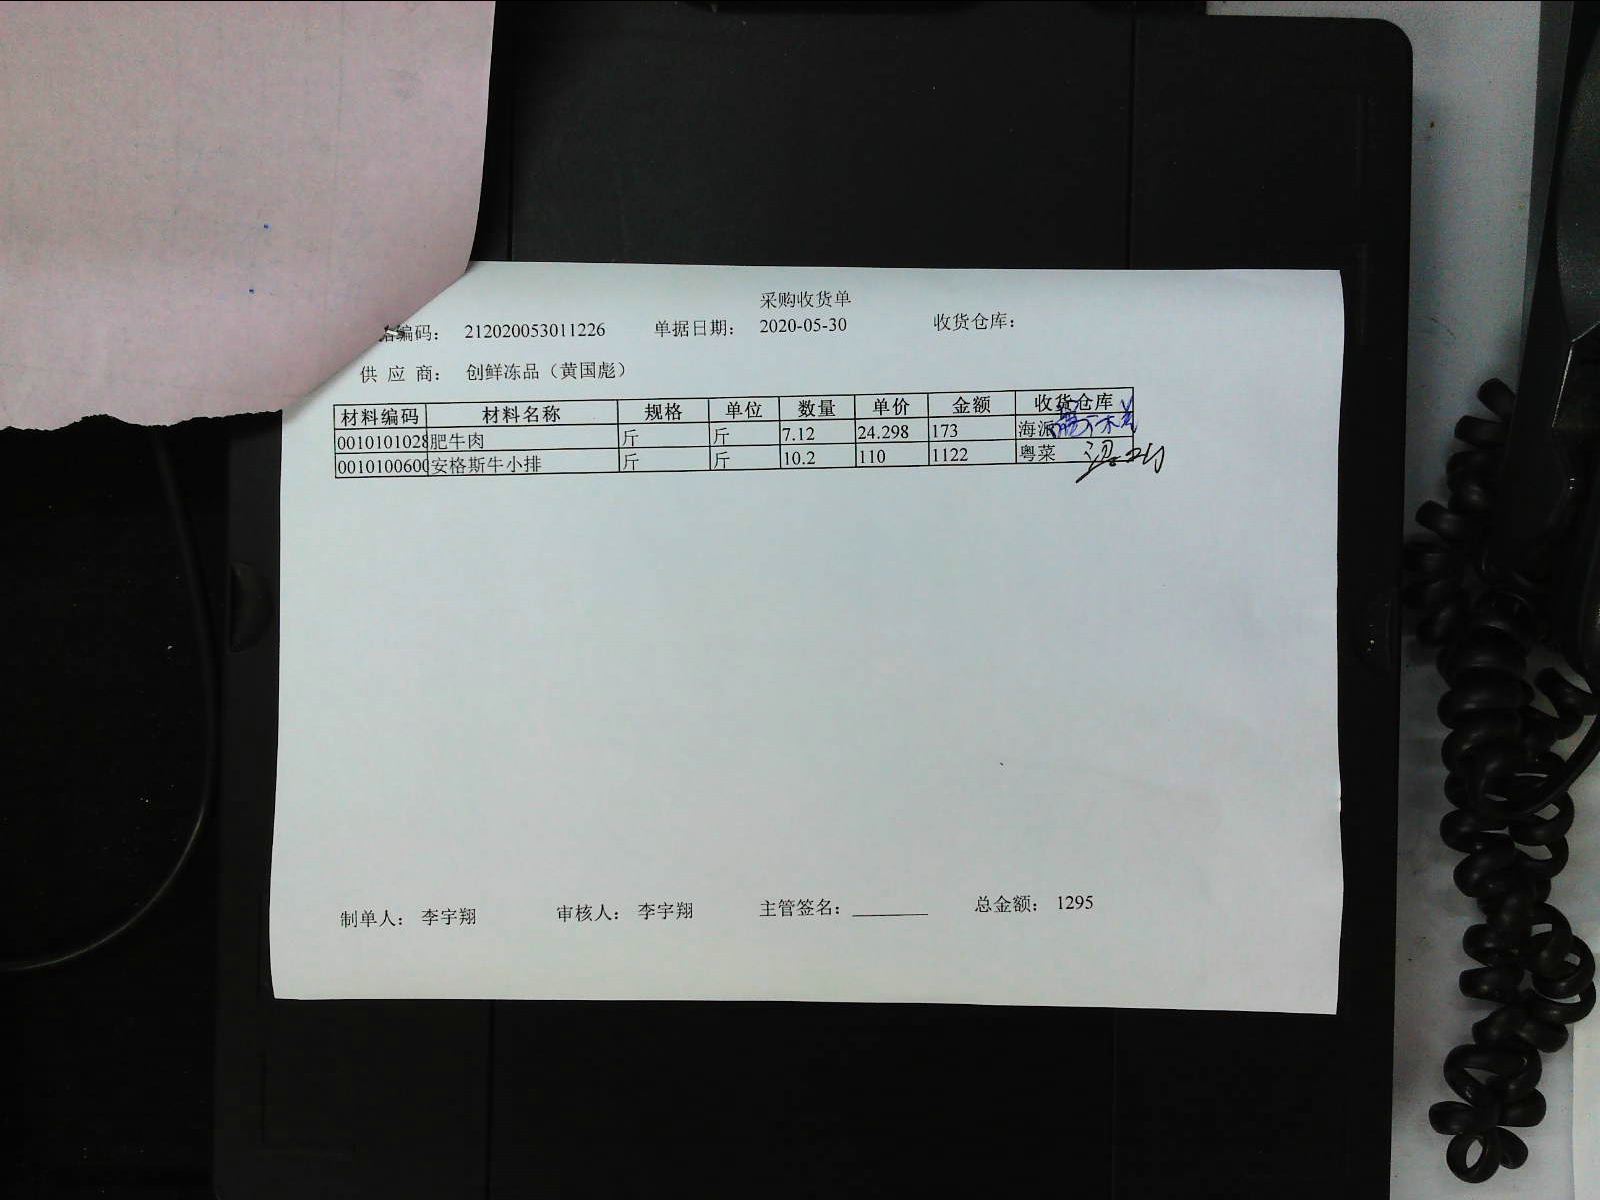 采购收货单
编码： 212020053011226 单据日期： 2020-05-30 收货仓库：
供 应 商： 创鲜冻品（黄国彪）
材料编码 材料名称 规格 单位 数量 单价 金额 收货仓库
0010101028 肥牛肉 斤 斤 7.12 24.298 173 海派
001010060 安格斯牛小排 斤 斤 10.2 110 1122 粤菜
制单人： 李宇翔 审核人： 李宇翔 主管签名： 总金额： 1295